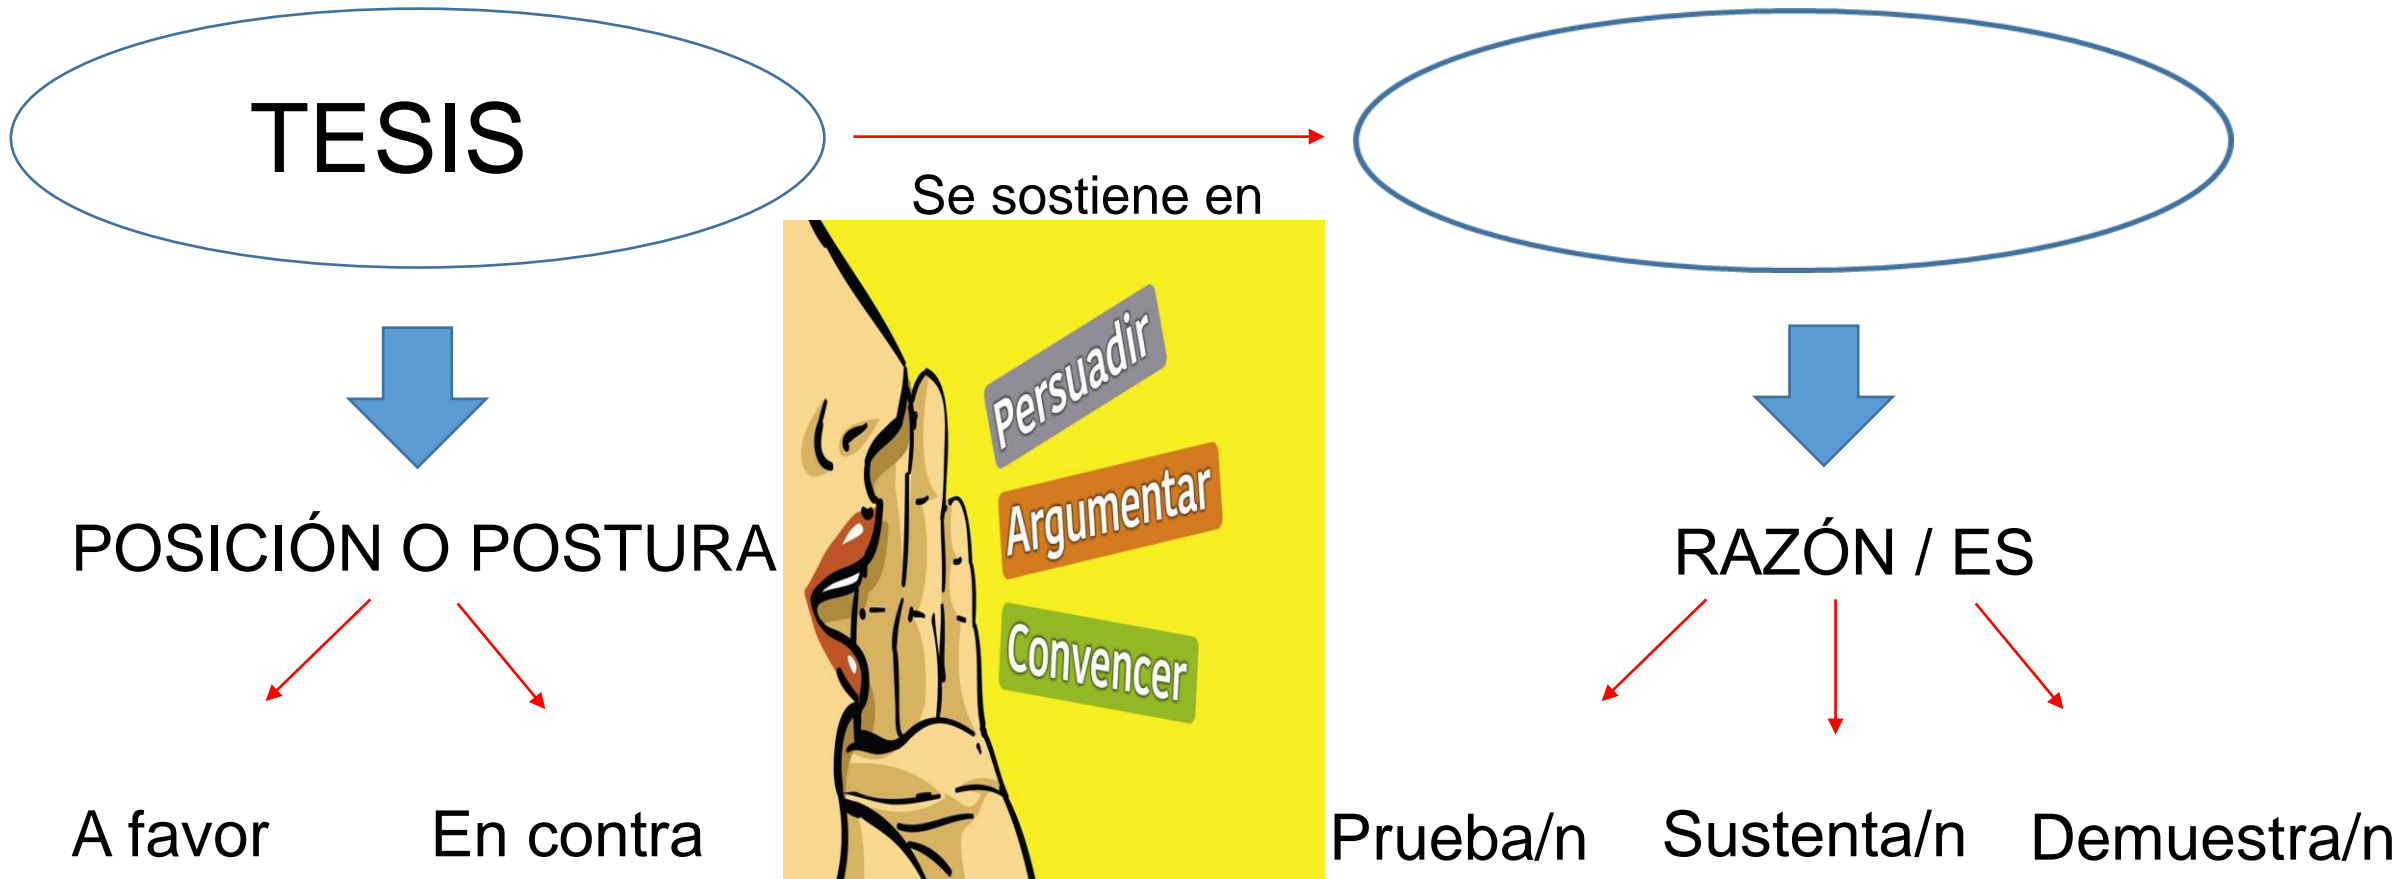 TESIS
Se sostiene en
Persuadir
Argumentar
Convencer
POSICIÓN O POSTURA
RAZÓN / ES
A favor
En contra
Prueba/n
Sustenta/n
Demuestra/n